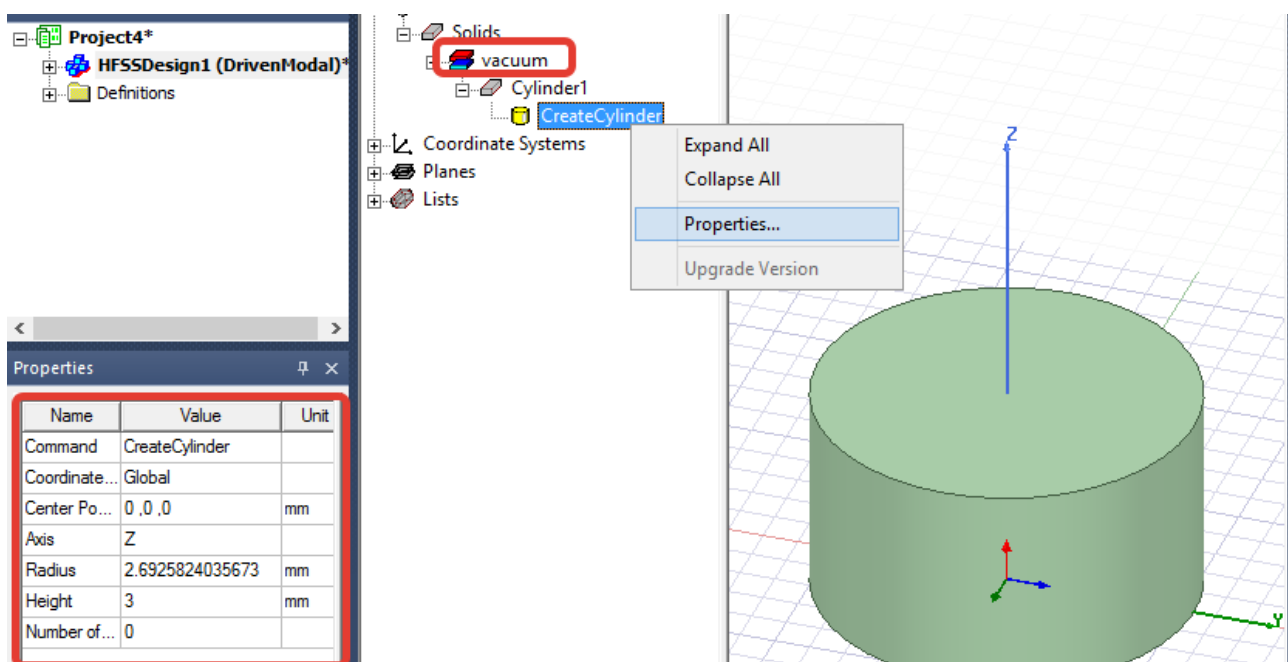 Project4*
HFSSDesign1 (DrivenModal)*
Definitions
Solids
vacuum
Cylinder1
CreateCylinder
Coordinate Systems
Planes
Lists
Expand All
Collapse All
Properties...
Upgrade Version
Properties
Name Value Unit
Command CreateCylinder
Coordinate... Global
Center Po... 0 ,0 ,0 mm
Axis Z
Radius 2.6925824035673 mm
Height 3 mm
Number of... 0
Z
Y